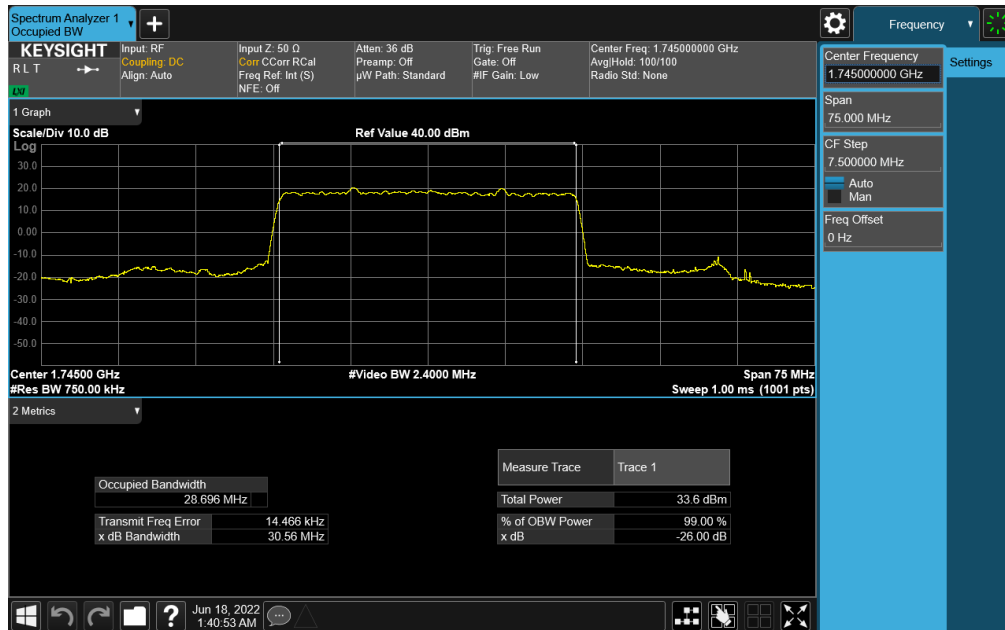 Spectrum Analyzer 1
Occupied BW
Frequency
KEYSIGHT
R L T
LXI
Input: RF
Coupling: DC
Align: Auto
Input Z: 50 Ω
Corr CCorr RCal
Freq Ref: Int (S)
NFE: Off
Atten: 36 dB
Preamp: Off
µW Path: Standard
Trig: Free Run
Gate: Off
#IF Gain: Low
Center Freq: 1.745000000 GHz
Avg|Hold: 100/100
Radio Std: None
Center Frequency
1.745000000 GHz
Settings
Span
75.000 MHz
CF Step
7.500000 MHz
Auto
Man
Freq Offset
0 Hz
1 Graph
Scale/Div 10.0 dB
Ref Value 40.00 dBm
Log
30.0
20.0
10.0
0.00
-10.0
-20.0
-30.0
-40.0
-50.0
Center 1.74500 GHz
#Video BW 2.4000 MHz
Span 75 MHz
#Res BW 750.00 kHz
Sweep 1.00 ms (1001 pts)
2 Metrics
Measure Trace Trace 1
Occupied Bandwidth
28.696 MHz
Total Power 33.6 dBm
Transmit Freq Error 14.466 kHz
% of OBW Power 99.00 %
x dB Bandwidth 30.56 MHz
x dB -26.00 dB
Jun 18, 2022
1:40:53 AM